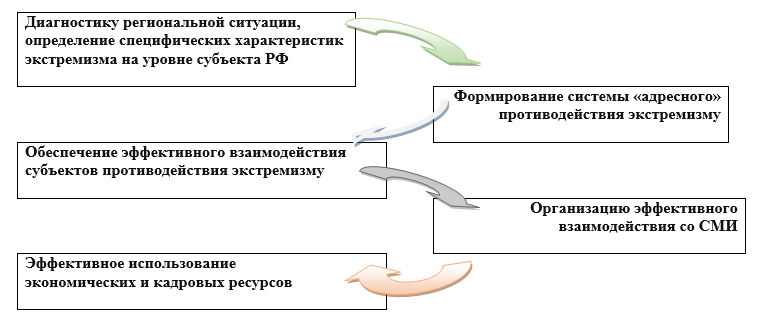 Диагностику региональной ситуации,
определение специфических характеристик
экстремизма на уровне субъекта РФ
Формирование системы «адресного»
противодействия экстремизму
Обеспечение эффективного взаимодействия
субъектов противодействия экстремизму
Организацию эффективного
взаимодействия со СМИ
Эффективное использование
экономических и кадровых ресурсов